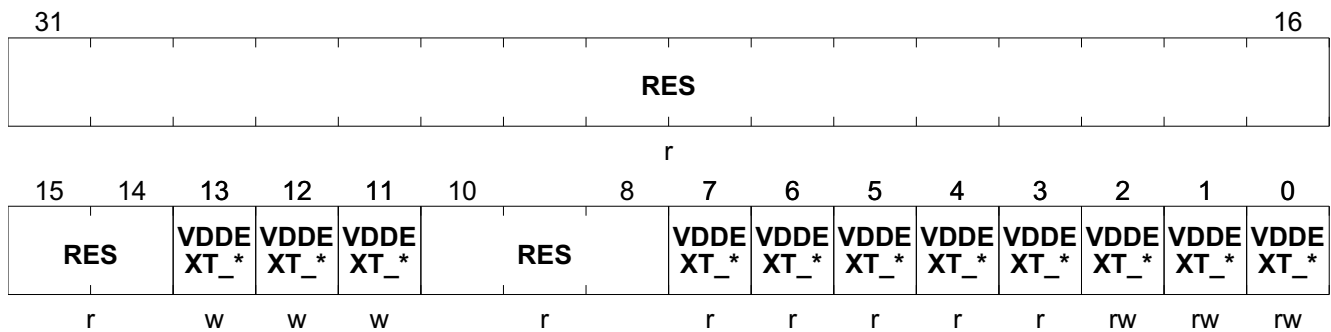 31 16
RES
r
15 14 13 12 11 10 8 7 6 5 4 3 2 1 0
RES VDDE XT_* VDDE XT_* VDDE XT_* RES VDDE XT_* VDDE XT_* VDDE XT_* VDDE XT_* VDDE XT_* VDDE XT_* VDDE XT_* VDDE XT_*
r w w w r r r r r r rw rw rw